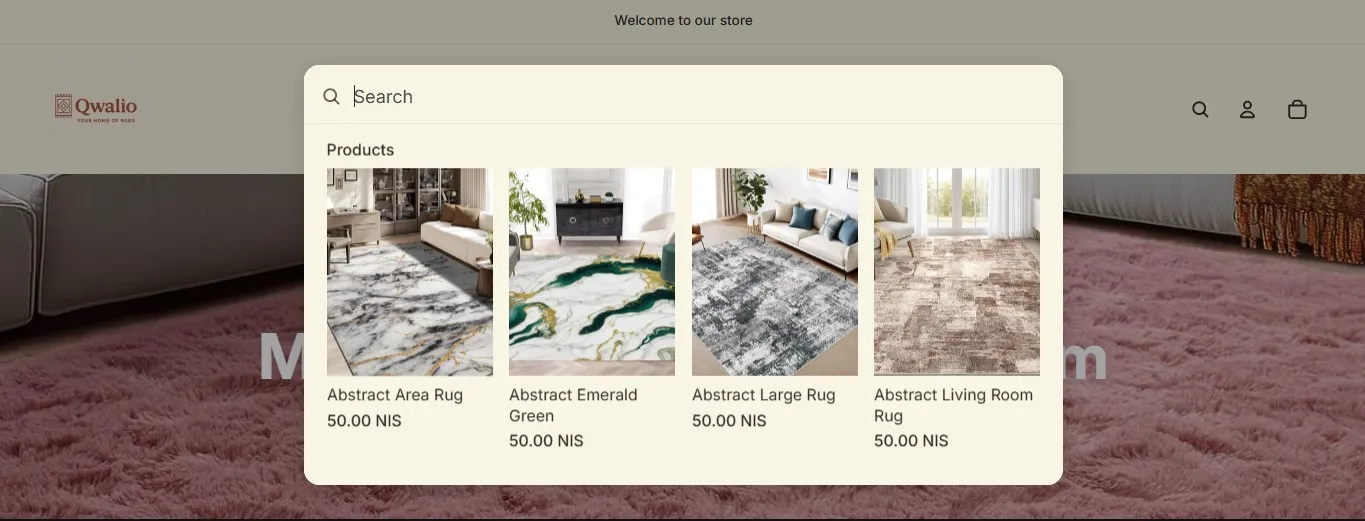 Welcome to our store
Qwalio
YOUR HOME OF RUGS
Search
Products
Abstract Area Rug
50.00 NIS
Abstract Emerald
Green
50.00 NIS
Abstract Large Rug
50.00 NIS
Abstract Living Room
Rug
50.00 NIS